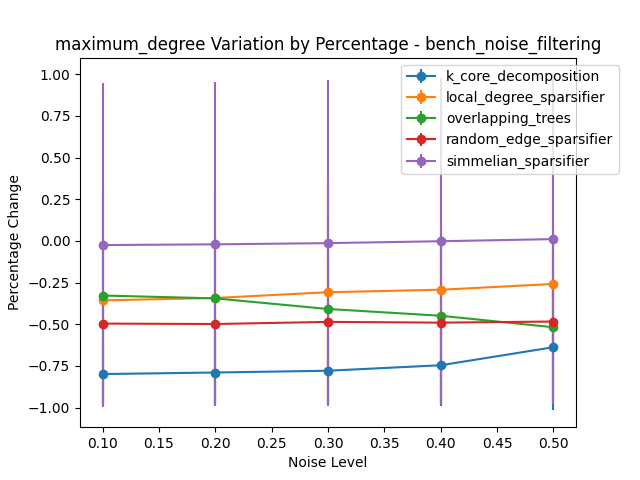 maximum_degree Variation by Percentage - bench_noise_filtering
k_core_decomposition
local_degree_sparsifier
overlapping_trees
random_edge_sparsifier
simmelian_sparsifier
Percentage Change
1.00
0.75
0.50
0.25
0.00
−0.25
−0.50
−0.75
−1.00
0.10 0.15 0.20 0.25 0.30 0.35 0.40 0.45 0.50
Noise Level